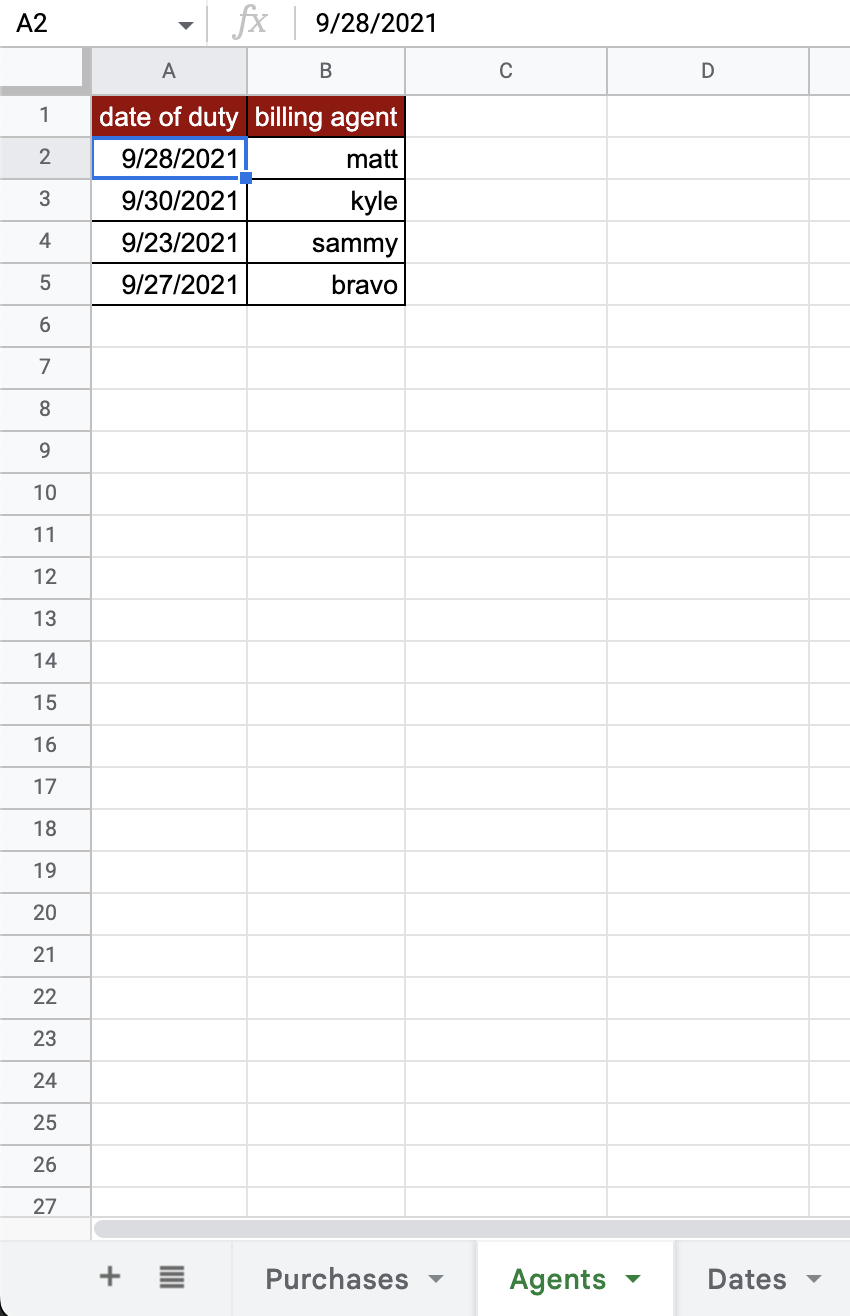 A2 fx 9/28/2021
A B C D
1 date of duty billing agent
2 9/28/2021 matt
3 9/30/2021 kyle
4 9/23/2021 sammy
5 9/27/2021 bravo
6
7
8
9
10
11
12
13
14
15
16
17
18
19
20
21
22
23
24
25
26
27
+ Purchases Agents Dates